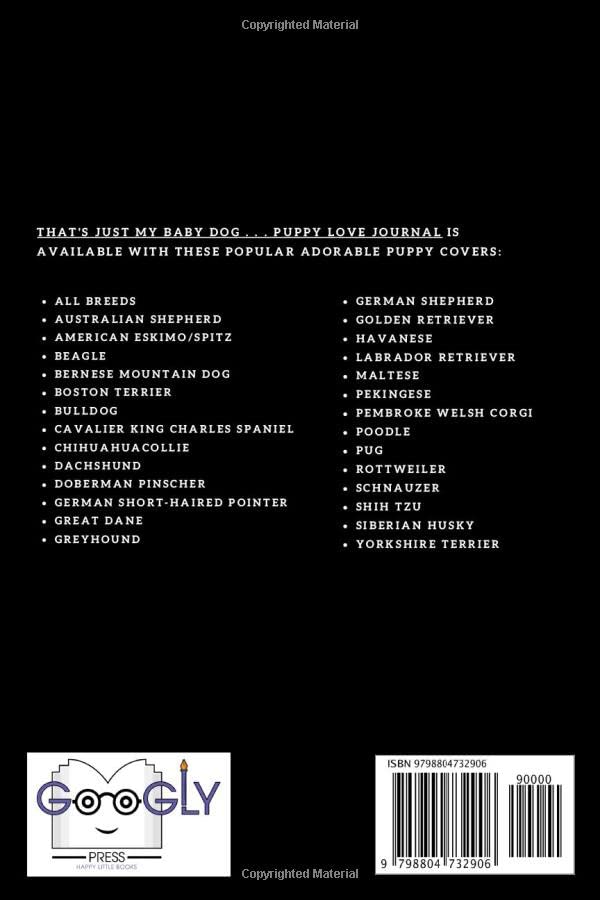 Copyrighted Material
THAT'S JUST MY BABY DOG . . . PUPPY LOVE JOURNAL IS
AVAILABLE WITH THESE POPULAR ADORABLE PUPPY COVERS:
• ALL BREEDS
• AUSTRALIAN SHEPHERD
• AMERICAN ESKIMO/SPITZ
• BEAGLE
• BERNESE MOUNTAIN DOG
• BOSTON TERRIER
• BULLDOG
• CAVALIER KING CHARLES SPANIEL
• CHIHUAHUACOLLIE
• DACHSHUND
• DOBERMAN PINSCHER
• GERMAN SHORT-HAIRED POINTER
• GREAT DANE
• GREYHOUND
• GERMAN SHEPHERD
• GOLDEN RETRIEVER
• HAVANESE
• LABRADOR RETRIEVER
• MALTESE
• PEKINGESE
• PEMBROKE WELSH CORGI
• POODLE
• PUG
• ROTTWEILER
• SCHNAUZER
• SHIH TZU
• SIBERIAN HUSKY
• YORKSHIRE TERRIER
GOOGLY
PRESS
HAPPY LITTLE BOOKS
ISBN 9798804732906
90000
9 798804 732906
Copyrighted Material